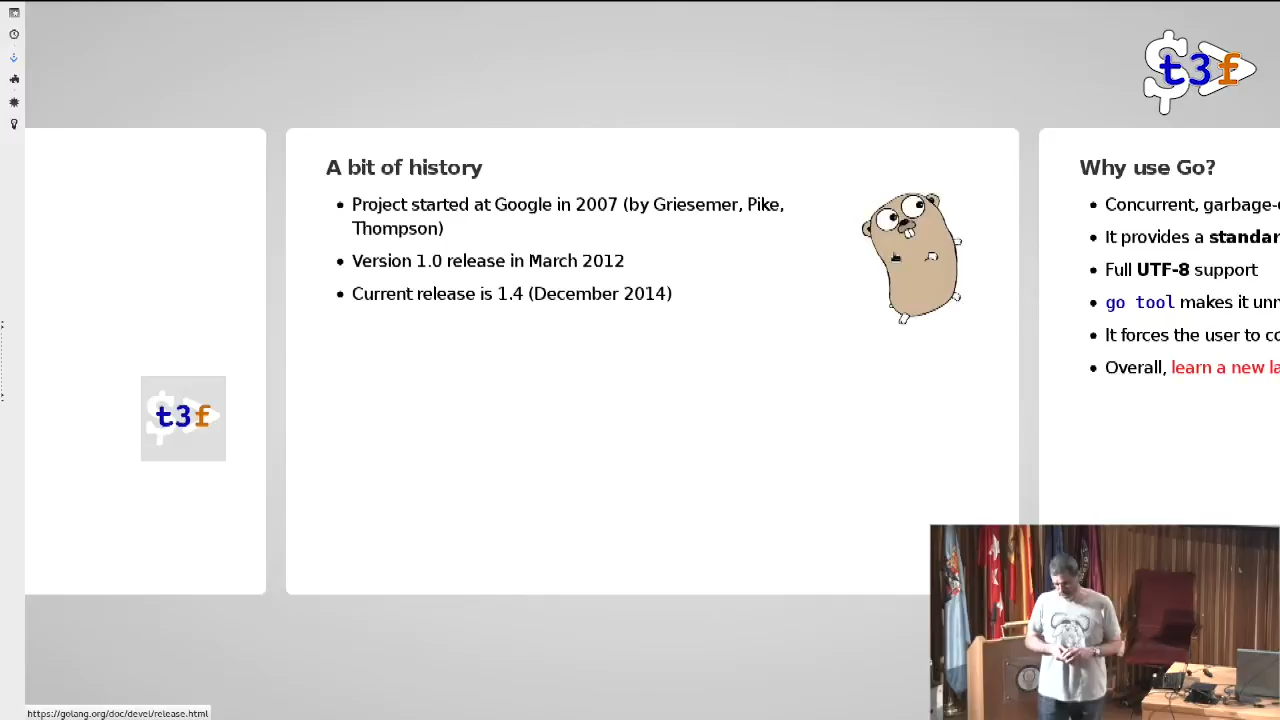 $ t3f
A bit of history
Project started at Google in 2007 (by Griesemer, Pike,
Thompson)
Version 1.0 release in March 2012
Current release is 1.4 (December 2014)
$ t3f
Why use Go?
Concurrent, garbage-
It provides a standar
Full UTF-8 support
go tool makes it unn
It forces the user to co
Overall, learn a new la
https://golang.org/doc/devel/release.html